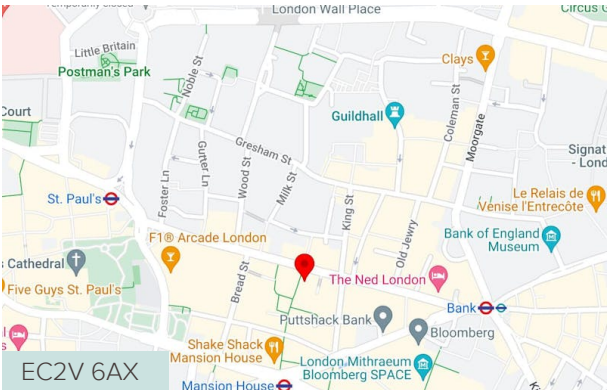 London Wall Place
Circus
Little Britain
Postman's Park
Noble St
Clays
Court
Guildhall
Coleman St
Moorgate
Gresham St
Gutter Ln
Wood St
Milk St
Foster Ln
St. Paul's
King St
Old Jewry
Signat
- Lond
Le Relais de
Venise l'Entrecôte
F1® Arcade London
Bank of England
Museum
Cathedral
Five Guys St. Paul's
Bread St
The Ned London
Bank
Puttshack Bank
Bloomberg
Shake Shack
Mansion House
London Mithraeum
Bloomberg SPACE
EC2V 6AX
Mansion House